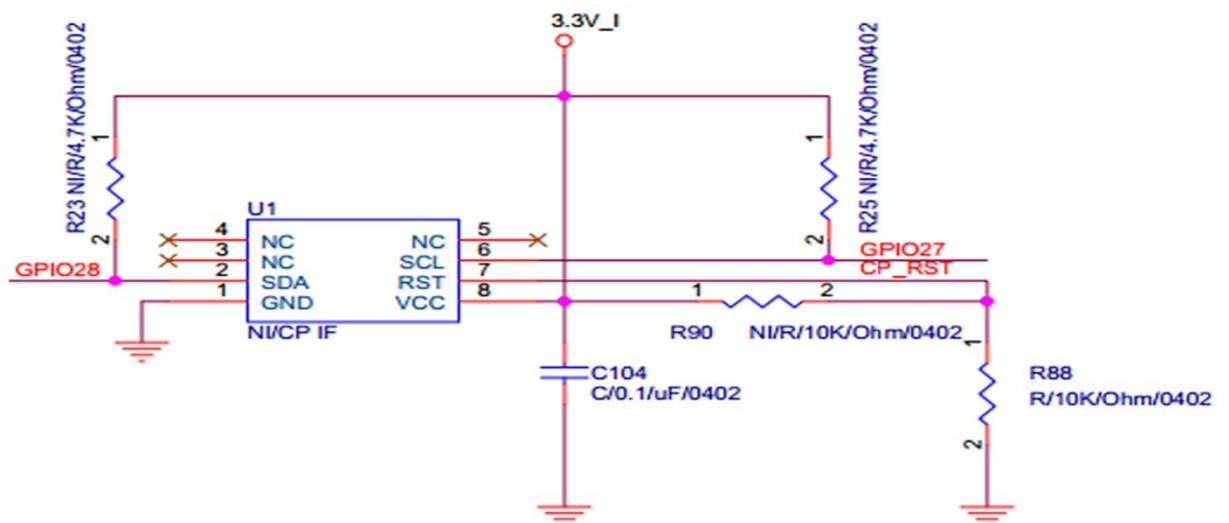 3.3V_I
R23 NI/R/4.7K/Ohm/0402
1
2
R25 NI/R/4.7K/Ohm/0402
1
2
U1
4 NC NC 5
3 NC SCL 6
2 SDA RST 7
1 GND VCC 8
NI/CP IF
GPIO28
GPIO27
CP_RST
1 2
R90 NI/R/10K/Ohm/0402
C104
C/0.1/uF/0402
1
R88
R/10K/Ohm/0402
2